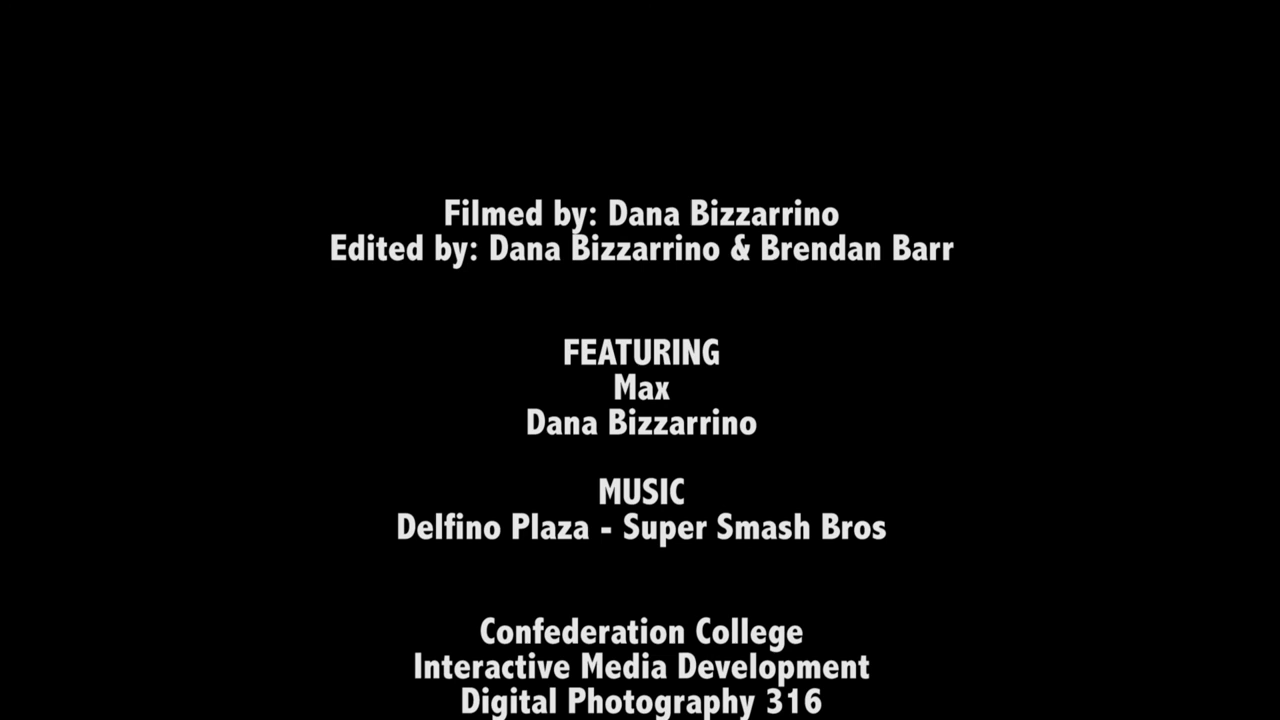 Filmed by: Dana Bizzarrino
Edited by: Dana Bizzarrino & Brendan Barr
FEATURING
Max
Dana Bizzarrino
MUSIC
Delfino Plaza - Super Smash Bros
Confederation College
Interactive Media Development
Digital Photography 316